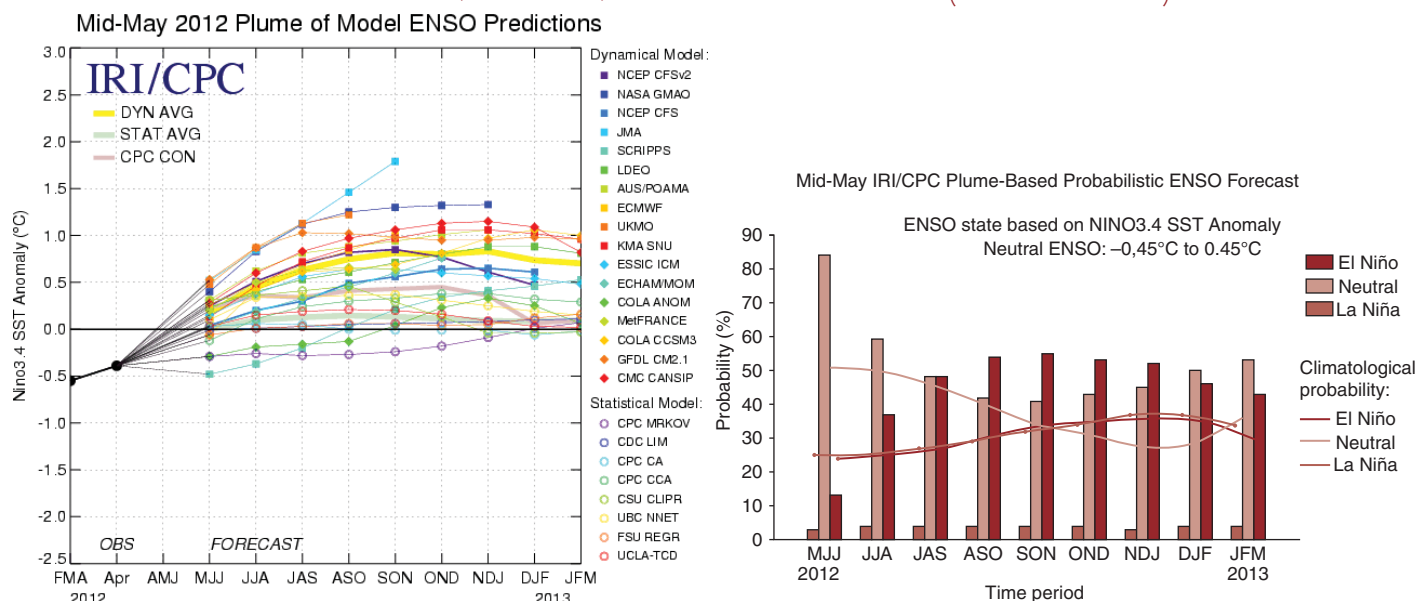 Mid-May 2012 Plume of Model ENSO Predictions
3.0
2.5
2.0
1.5
1.0
0.5
0.0
-0.5
-1.0
-1.5
-2.0
-2.5
Nino3.4 SST Anomaly (°C)
IRI/CPC
DYN AVG
STAT AVG
CPC CON
OBS
FORECAST
FMA Apr AMJ MJJ JJA JAS ASO SON OND NDJ DJF JFM
2012 2013
Dynamical Model:
NCEP CFSv2
NASA GMAO
NCEP CFS
JMA
SCRIPPS
LDEO
AUS/POAMA
ECMWF
UKMO
KMA SNU
ESSIC ICM
ECHAM/MOM
COLA ANOM
MetFRANCE
COLA CCSM3
GFDL CM2.1
CMC CANSIP
Statistical Model:
CPC MRKOV
CDC LIM
CPC CA
CPC CCA
CSU CLIPR
UBC NNET
FSU REGR
UCLA-TCD
Mid-May IRI/CPC Plume-Based Probabilistic ENSO Forecast
ENSO state based on NINO3.4 SST Anomaly
Neutral ENSO: –0,45°C to 0.45°C
90
80
70
60
50
40
30
20
10
0
Probability (%)
MJJ JJA JAS ASO SON OND NDJ DJF JFM
2012 2013
Time period
El Niño
Neutral
La Niña
Climatological
probability:
El Niño
Neutral
La Niña